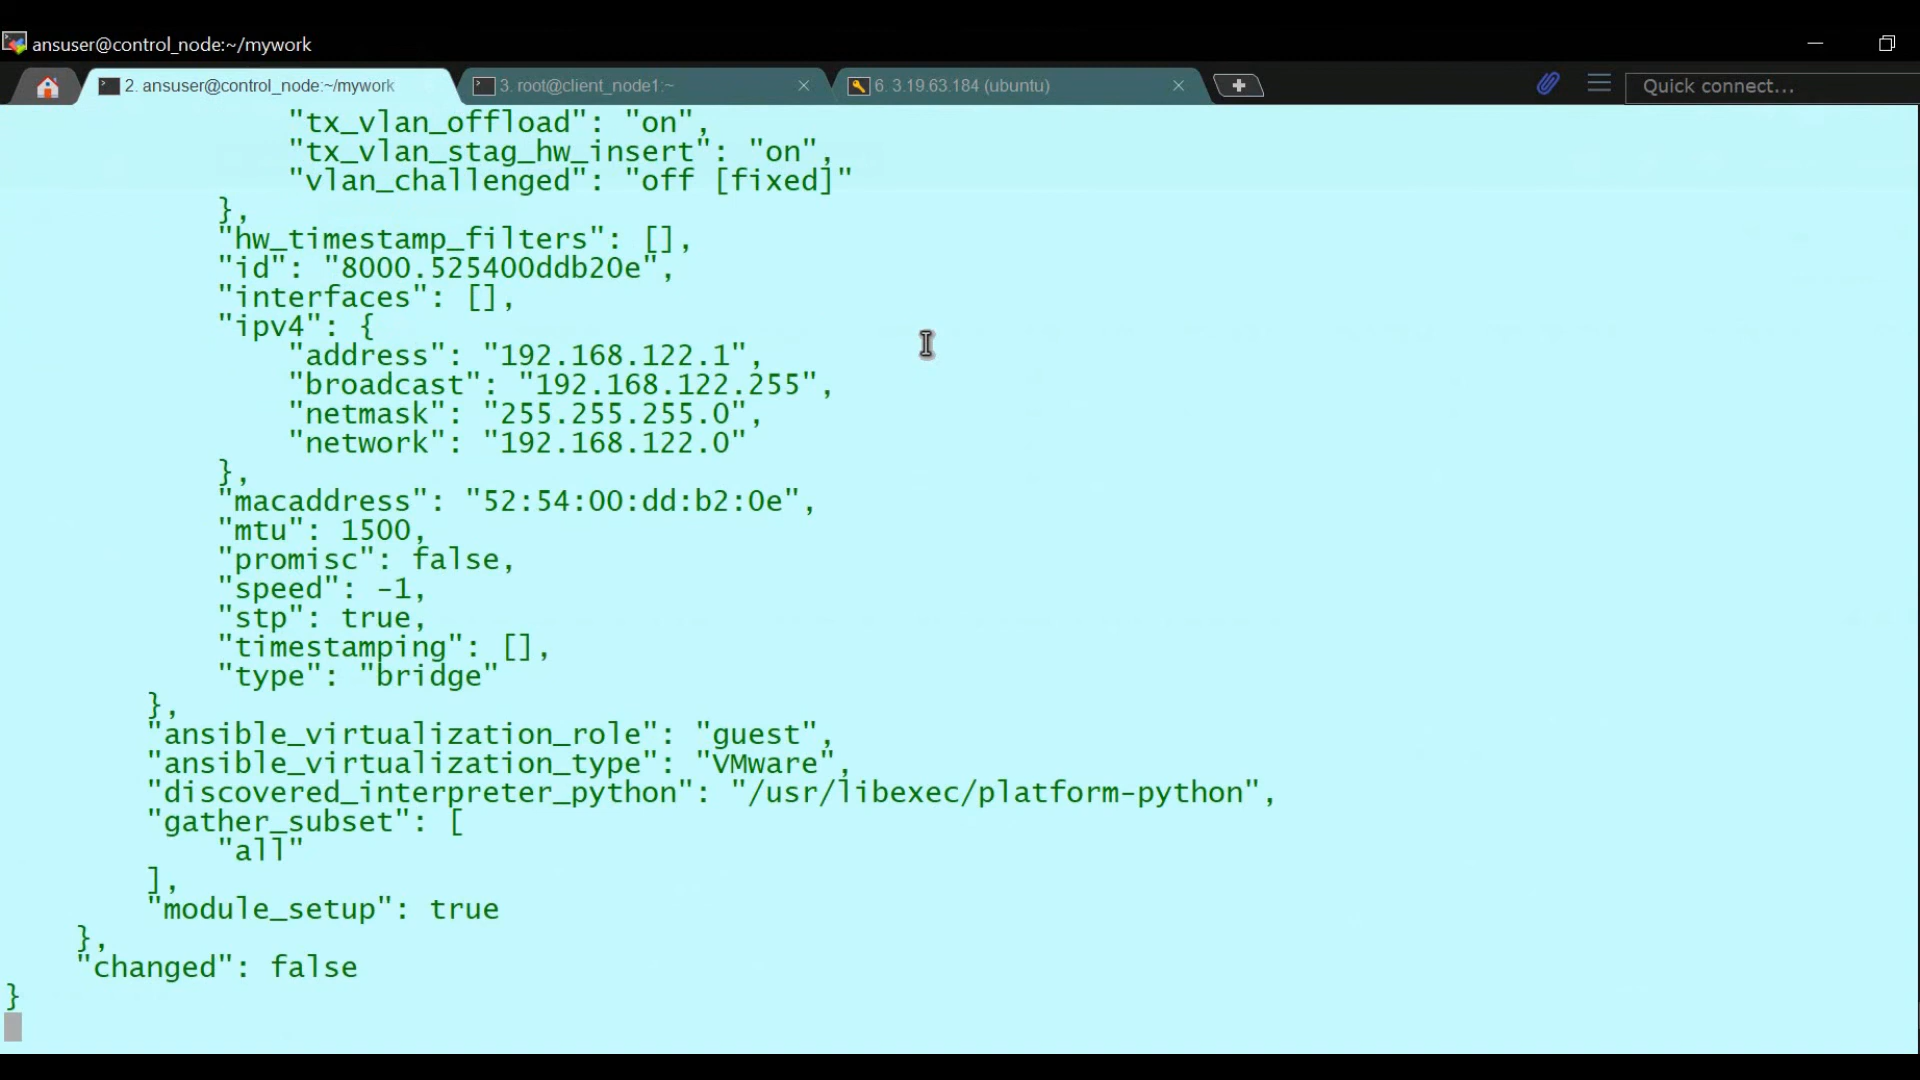 ansuser@control_node:~/mywork
2. ansuser@control_node:~/mywork
3. root@client_node1:~
6. 3.19.63.184 (ubuntu)
Quick connect...
"tx_vlan_offload": "on",
"tx_vlan_stag_hw_insert": "on",
"vlan_challenged": "off [fixed]"
},
"hw_timestamp_filters": [],
"id": "8000.525400ddb20e",
"interfaces": [],
"ipv4": {
"address": "192.168.122.1",
"broadcast": "192.168.122.255",
"netmask": "255.255.255.0",
"network": "192.168.122.0"
},
"macaddress": "52:54:00:dd:b2:0e",
"mtu": 1500,
"promisc": false,
"speed": -1,
"stp": true,
"timestamping": [],
"type": "bridge"
},
"ansible_virtualization_role": "guest",
"ansible_virtualization_type": "VMware",
"discovered_interpreter_python": "/usr/libexec/platform-python",
"gather_subset": [
"all"
],
"module_setup": true
},
"changed": false
}